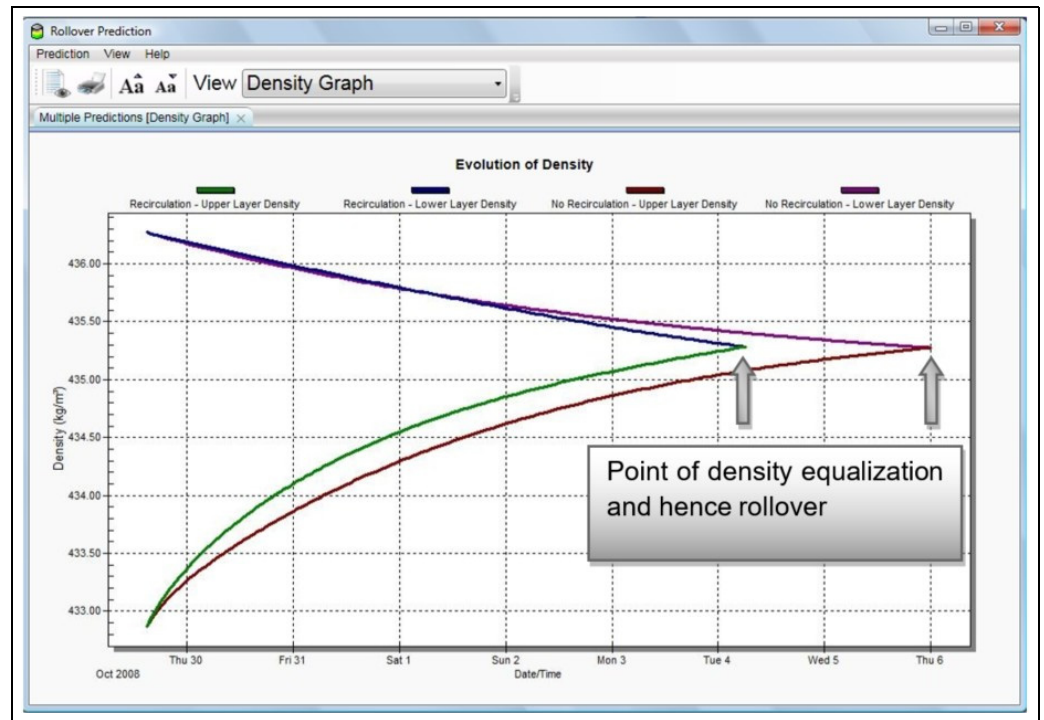 Rollover Prediction
Prediction View Help
Aa Aa View Density Graph
Multiple Predictions [Density Graph]
Evolution of Density
Recirculation - Upper Layer Density Recirculation - Lower Layer Density No Recirculation - Upper Layer Density No Recirculation - Lower Layer Density
436.00
435.50
435.00
434.50
434.00
433.50
433.00
Density (kg/m³)
Point of density equalization
and hence rollover
Thu 30 Fri 31 Sat 1 Sun 2 Mon 3 Tue 4 Wed 5 Thu 6
Oct 2008
Date/Time